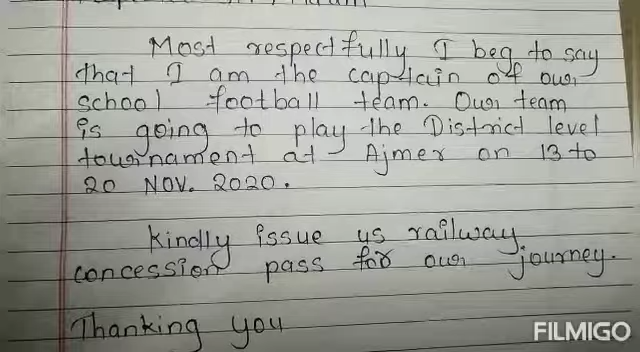 Most respectfully I beg to say
that I am the captain of our
school football team. Our team
is going to play the District level
tournament at Ajmer on 13 to
20 NOV. 2020.
Kindly issue us railway
concession pass for our journey.
Thanking you
FILMIGO